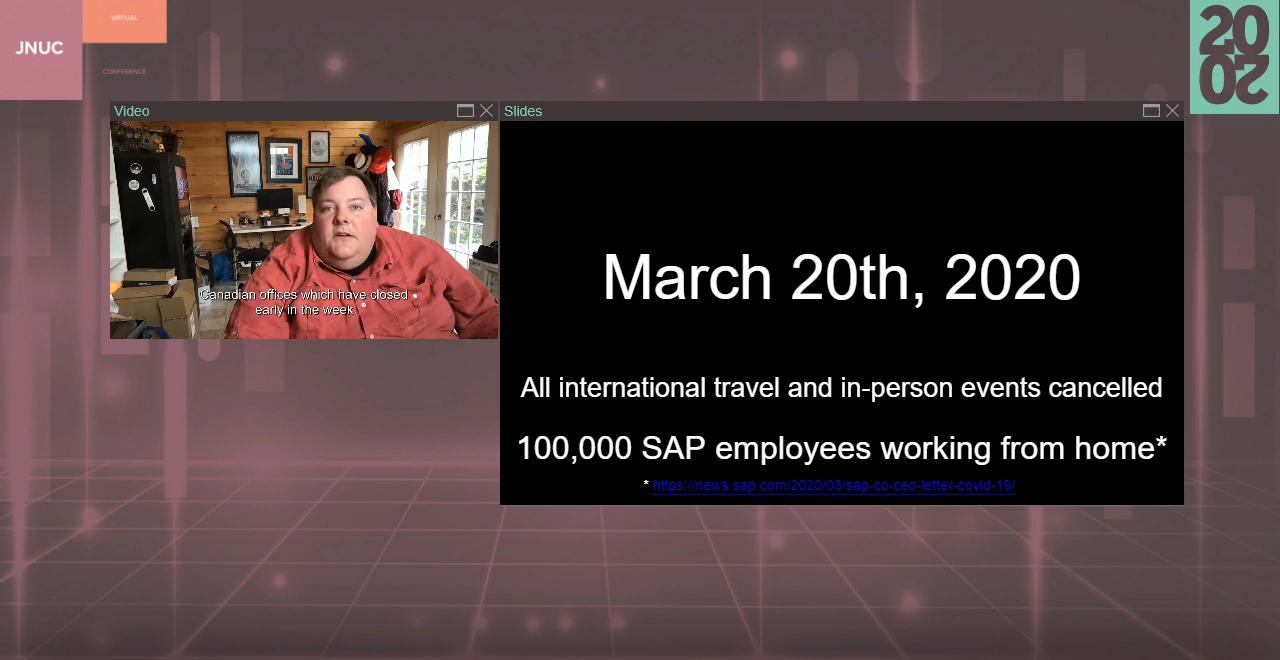 JNUC
VIRTUAL
CONFERENCE
20
20
Video
Slides
Canadian offices which have closed
early in the week
March 20th, 2020
All international travel and in-person events cancelled
100,000 SAP employees working from home*
* https://news.sap.com/2020/03/sap-co-ceo-letter-covid-19/